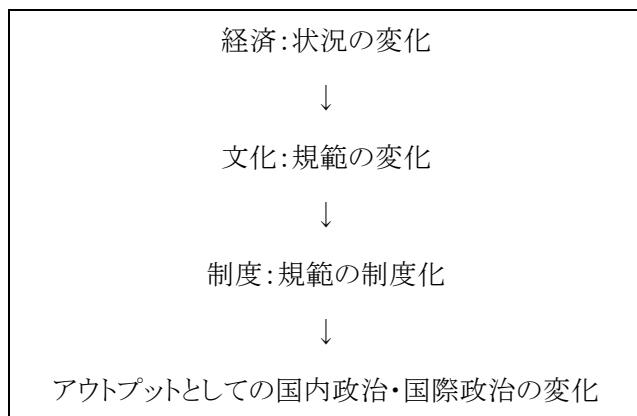 経済：状況の変化
↓
文化：規範の変化
↓
制度：規範の制度化
↓
アウトプットとしての国内政治・国際政治の変化